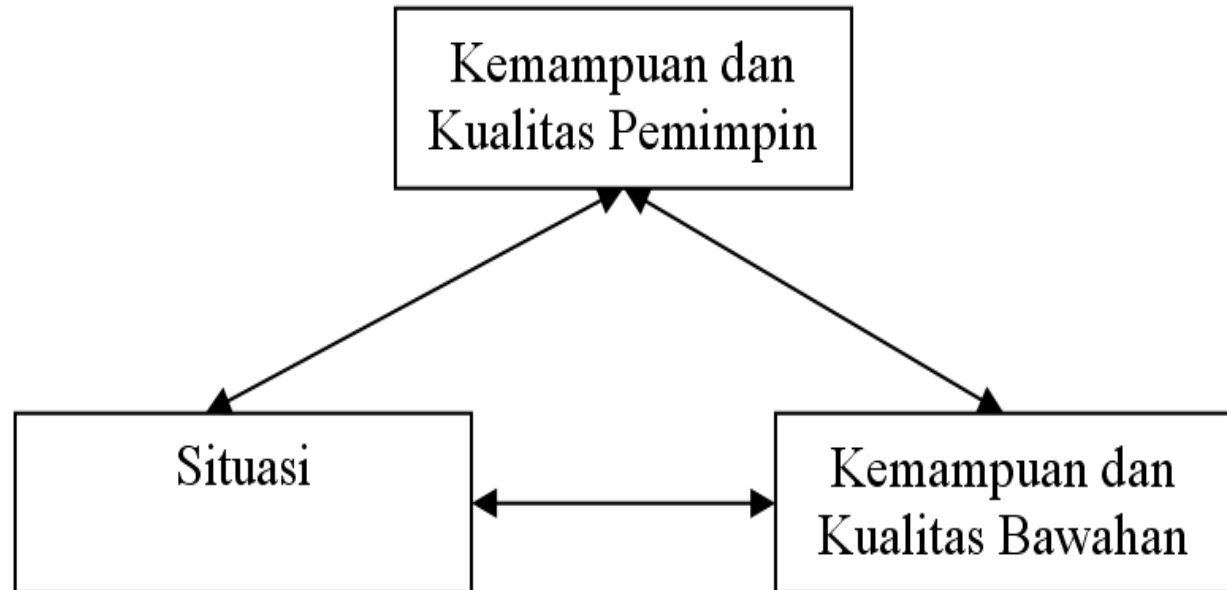 Kemampuan dan
Kualitas Pemimpin
Situasi
Kemampuan dan
Kualitas Bawahan